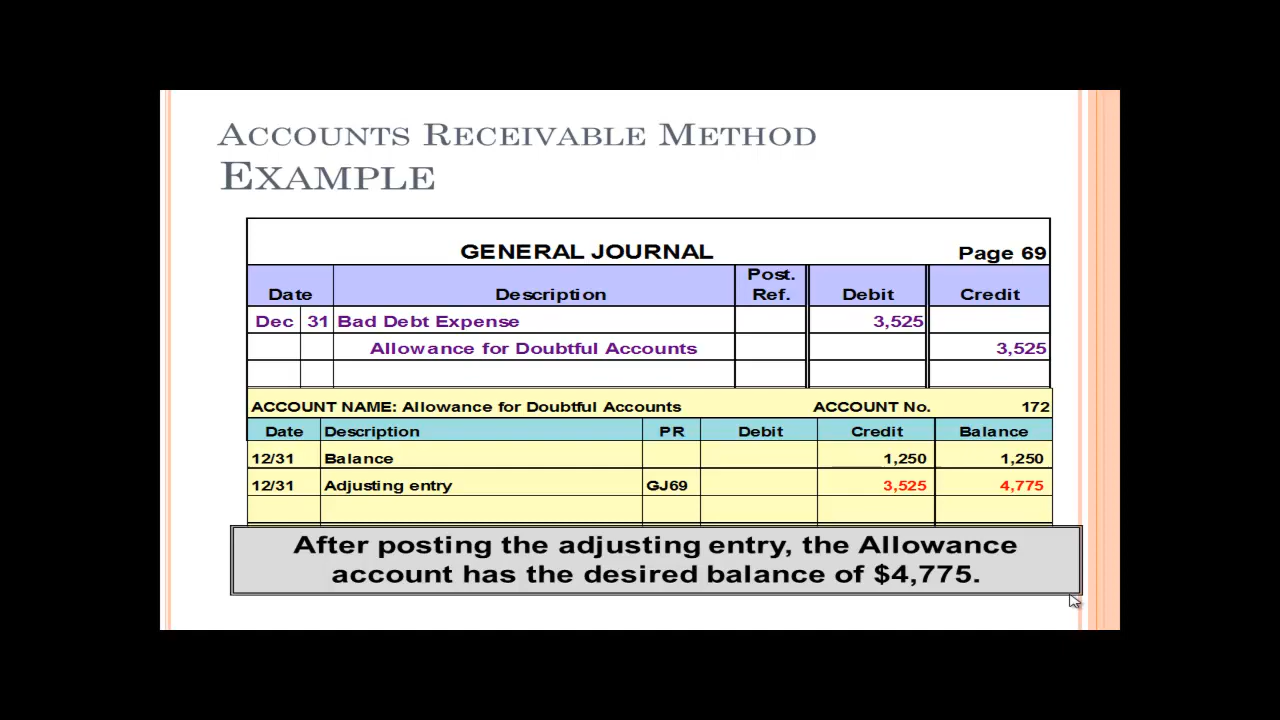 ACCOUNTS RECEIVABLE METHOD
EXAMPLE
GENERAL JOURNAL Page 69
Date Description Post. Ref. Debit Credit
Dec 31 Bad Debt Expense 3,525
Allowance for Doubtful Accounts 3,525
ACCOUNT NAME: Allowance for Doubtful Accounts ACCOUNT No. 172
Date Description PR Debit Credit Balance
12/31 Balance 1,250 1,250
12/31 Adjusting entry GJ69 3,525 4,775
After posting the adjusting entry, the Allowance
account has the desired balance of $4,775.